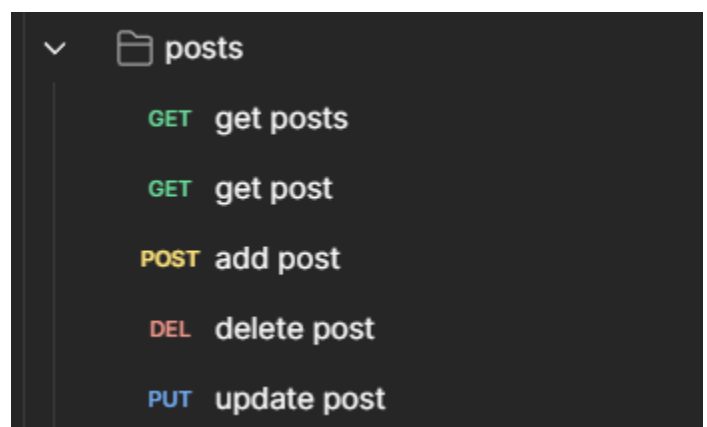 posts
GET get posts
GET get post
POST add post
DEL delete post
PUT update post